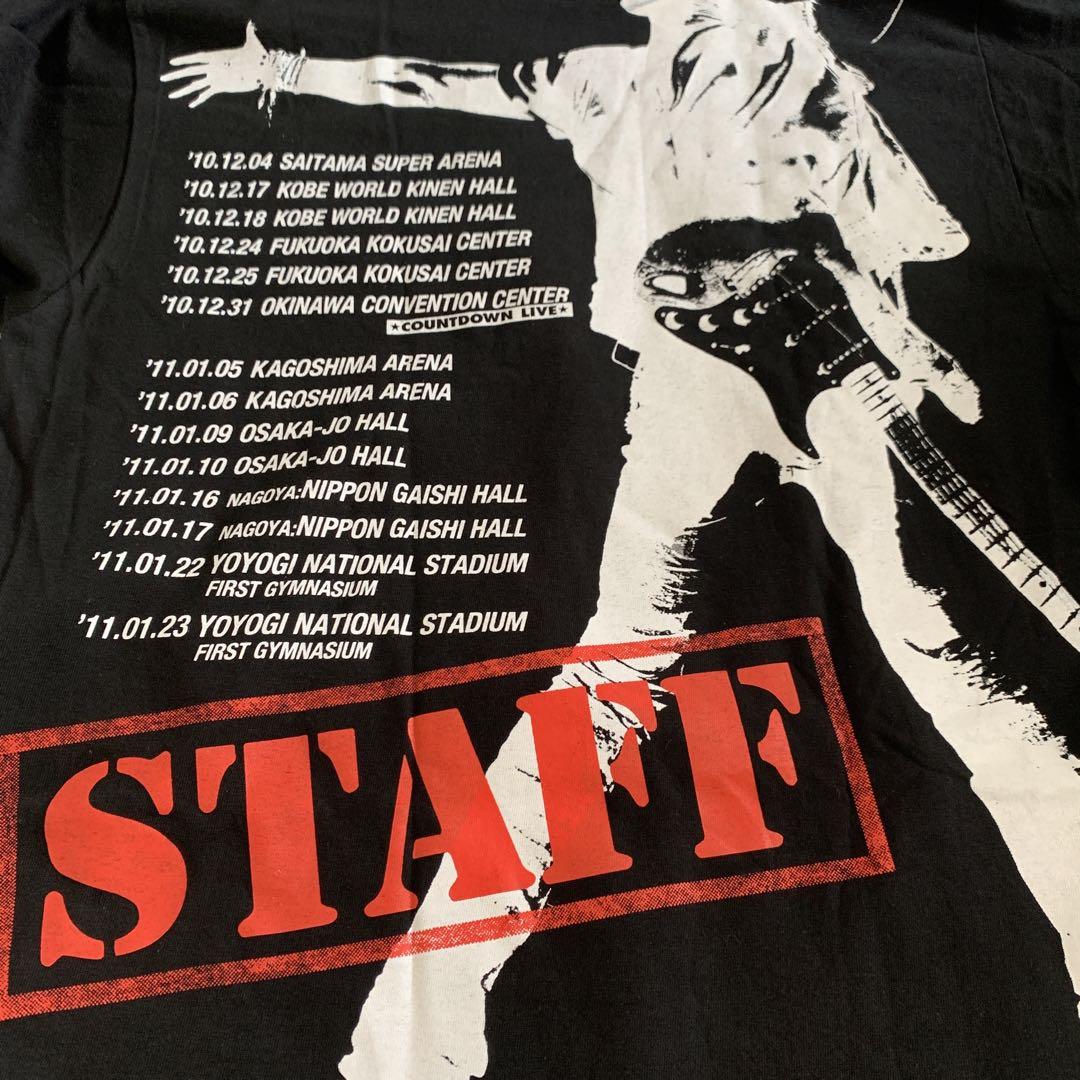 '10.12.04 SAITAMA SUPER ARENA
'10.12.17 KOBE WORLD KINEN HALL
'10.12.18 KOBE WORLD KINEN HALL
'10.12.24 FUKUOKA KOKUSAI CENTER
'10.12.25 FUKUOKA KOKUSAI CENTER
'10.12.31 OKINAWA CONVENTION CENTER
★COUNTDOWN LIVE★
'11.01.05 KAGOSHIMA ARENA
'11.01.06 KAGOSHIMA ARENA
'11.01.09 OSAKA-JO HALL
'11.01.10 OSAKA-JO HALL
'11.01.16 NAGOYA:NIPPON GAISHI HALL
'11.01.17 NAGOYA:NIPPON GAISHI HALL
'11.01.22 YOYOGI NATIONAL STADIUM
FIRST GYMNASIUM
'11.01.23 YOYOGI NATIONAL STADIUM
FIRST GYMNASIUM
STAFF